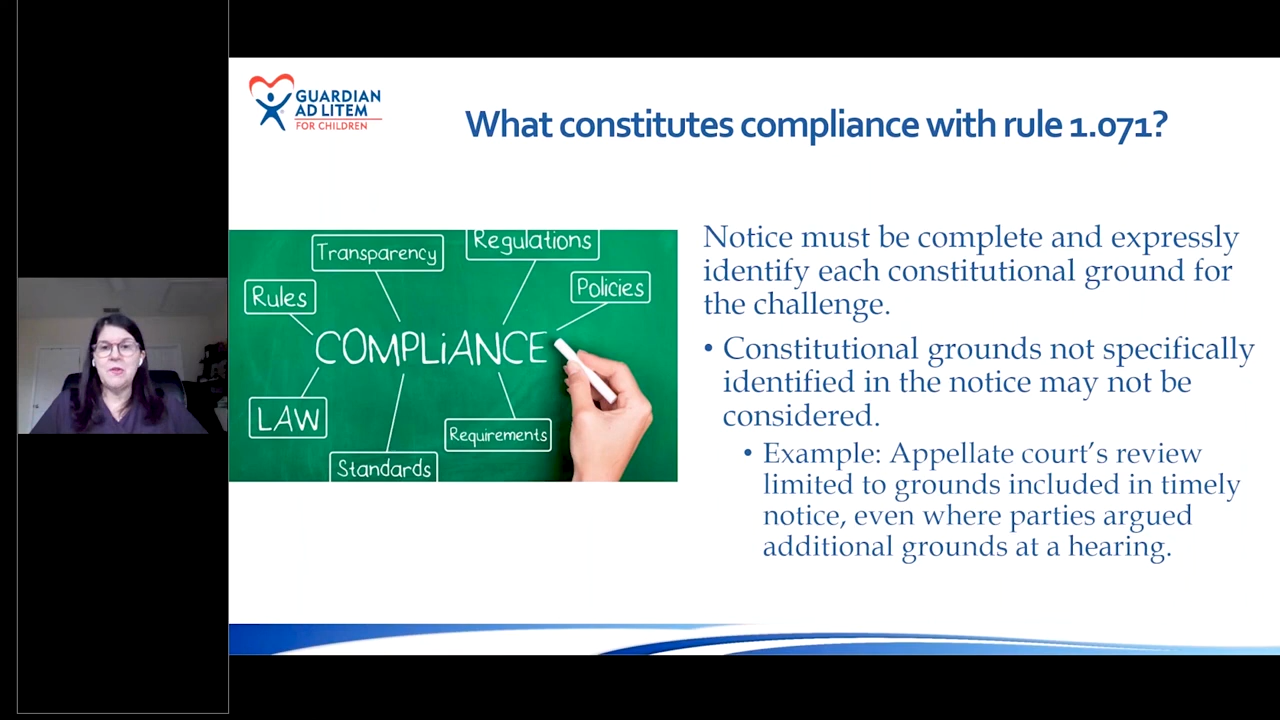 GUARDIAN
AD LITEM
FOR CHILDREN
What constitutes compliance with rule 1.071?
Transparency
Regulations
Rules
Policies
COMPLiANCE
LAW
Requirements
Standards
Notice must be complete and expressly
identify each constitutional ground for
the challenge.
• Constitutional grounds not specifically
identified in the notice may not be
considered.
• Example: Appellate court’s review
limited to grounds included in timely
notice, even where parties argued
additional grounds at a hearing.